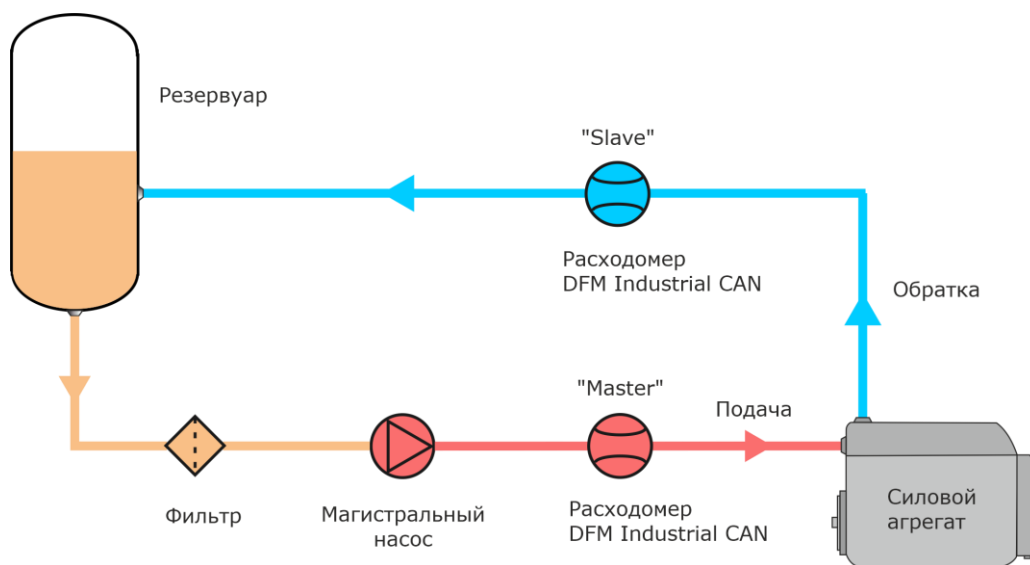 Резервуар
"Slave"
Расходомер
DFM Industrial CAN
Обратка
"Master"
Подача
Фильтр
Магистральный
насос
Расходомер
DFM Industrial CAN
Силовой
агрегат